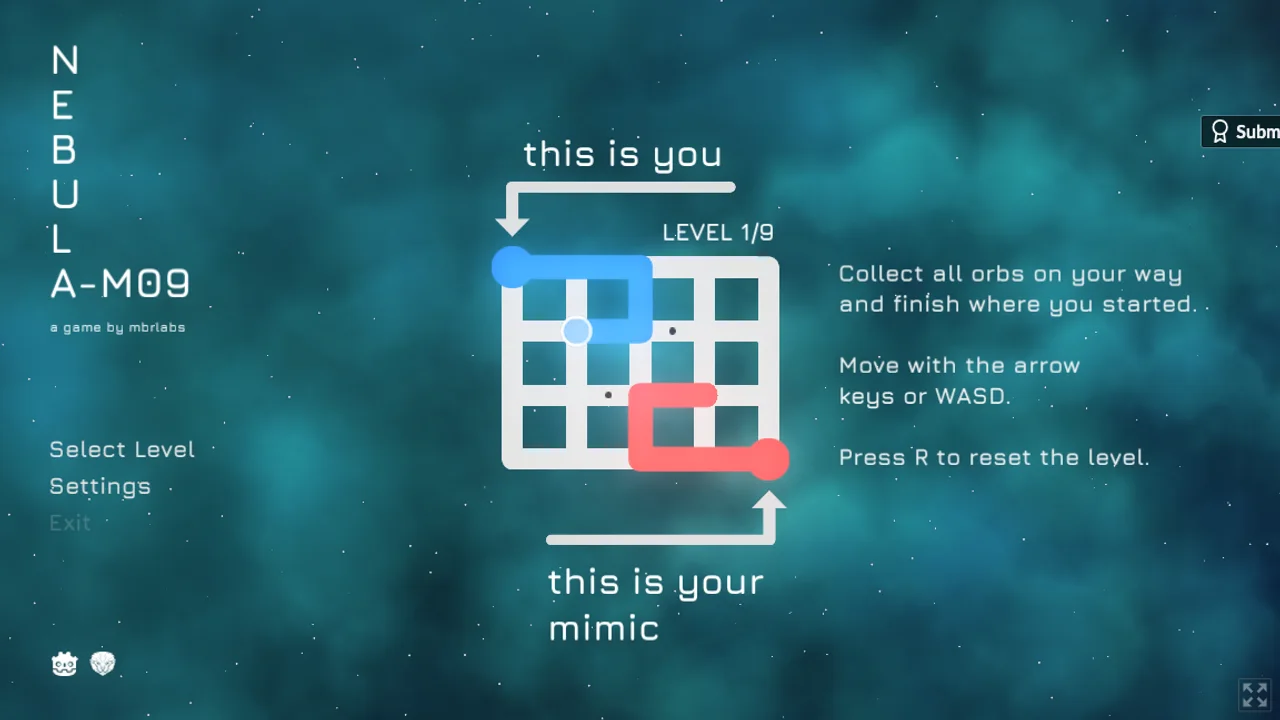 N
E
B
U
L
A-M09
a game by mbrlabs
Select Level
Settings
Exit
this is you
LEVEL 1/9
this is your
mimic
Collect all orbs on your way
and finish where you started.
Move with the arrow
keys or WASD.
Press R to reset the level.